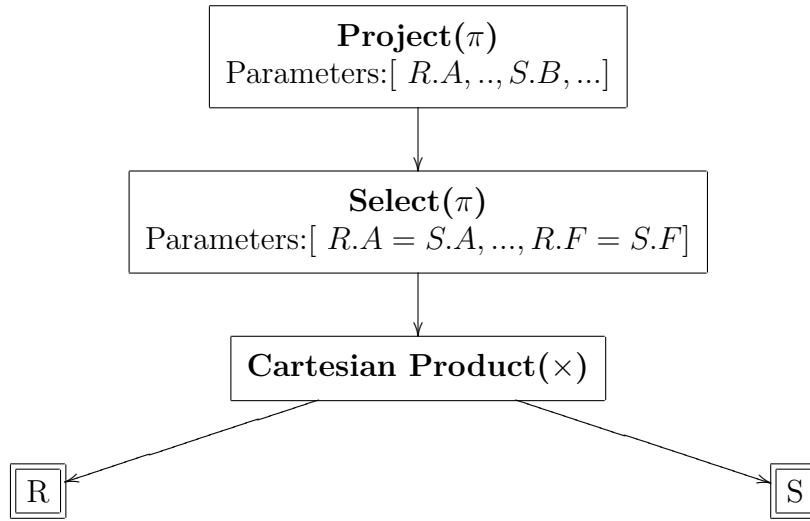 Project(π)
Parameters:[ R.A, .., S.B, ...]
Select(π)
Parameters:[ R.A = S.A, ..., R.F = S.F]
Cartesian Product(×)
R
S